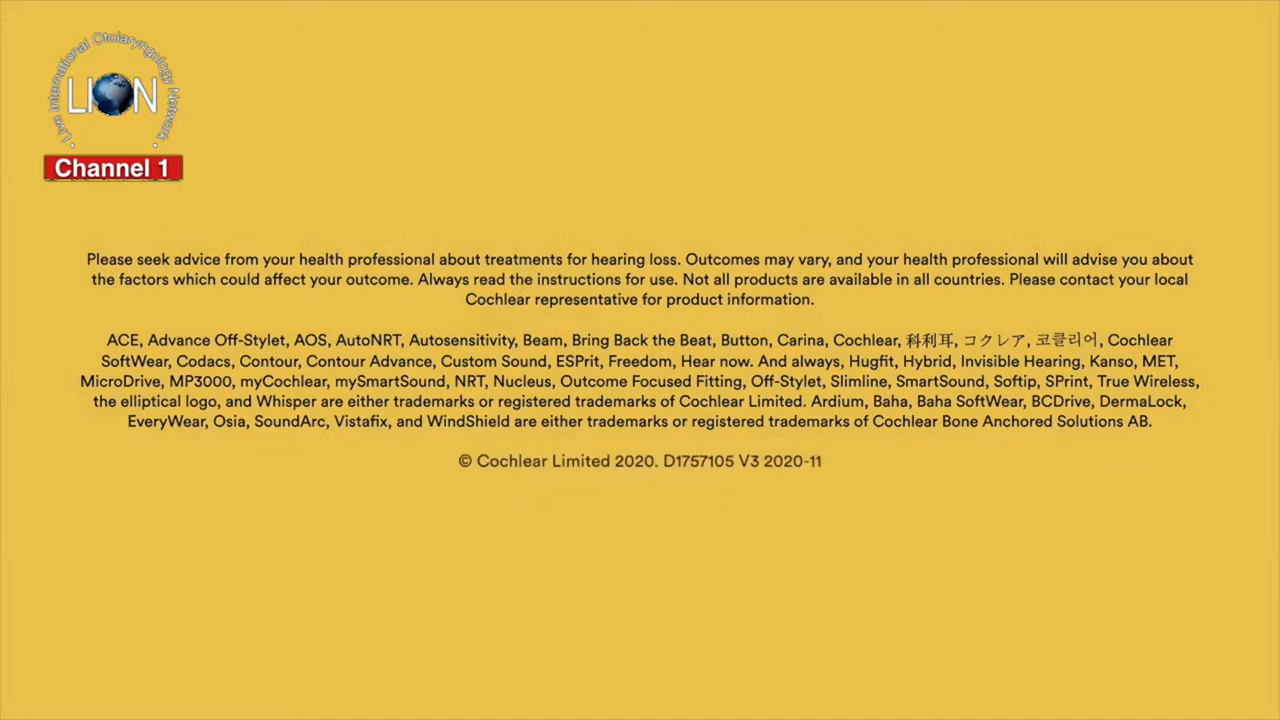 Live International Otolaryngology Network
LION
Channel 1
Please seek advice from your health professional about treatments for hearing loss. Outcomes may vary, and your health professional will advise you about
the factors which could affect your outcome. Always read the instructions for use. Not all products are available in all countries. Please contact your local
Cochlear representative for product information.
ACE, Advance Off-Stylet, AOS, AutoNRT, Autosensitivity, Beam, Bring Back the Beat, Button, Carina, Cochlear, 科利耳, コクレア, 코클리어, Cochlear
SoftWear, Codacs, Contour, Contour Advance, Custom Sound, ESPrit, Freedom, Hear now. And always, Hugfit, Hybrid, Invisible Hearing, Kanso, MET,
MicroDrive, MP3000, myCochlear, mySmartSound, NRT, Nucleus, Outcome Focused Fitting, Off-Stylet, Slimline, SmartSound, Softip, SPrint, True Wireless,
the elliptical logo, and Whisper are either trademarks or registered trademarks of Cochlear Limited. Ardium, Baha, Baha SoftWear, BCDrive, DermaLock,
EveryWear, Osia, SoundArc, Vistafix, and WindShield are either trademarks or registered trademarks of Cochlear Bone Anchored Solutions AB.
© Cochlear Limited 2020. D1757105 V3 2020-11